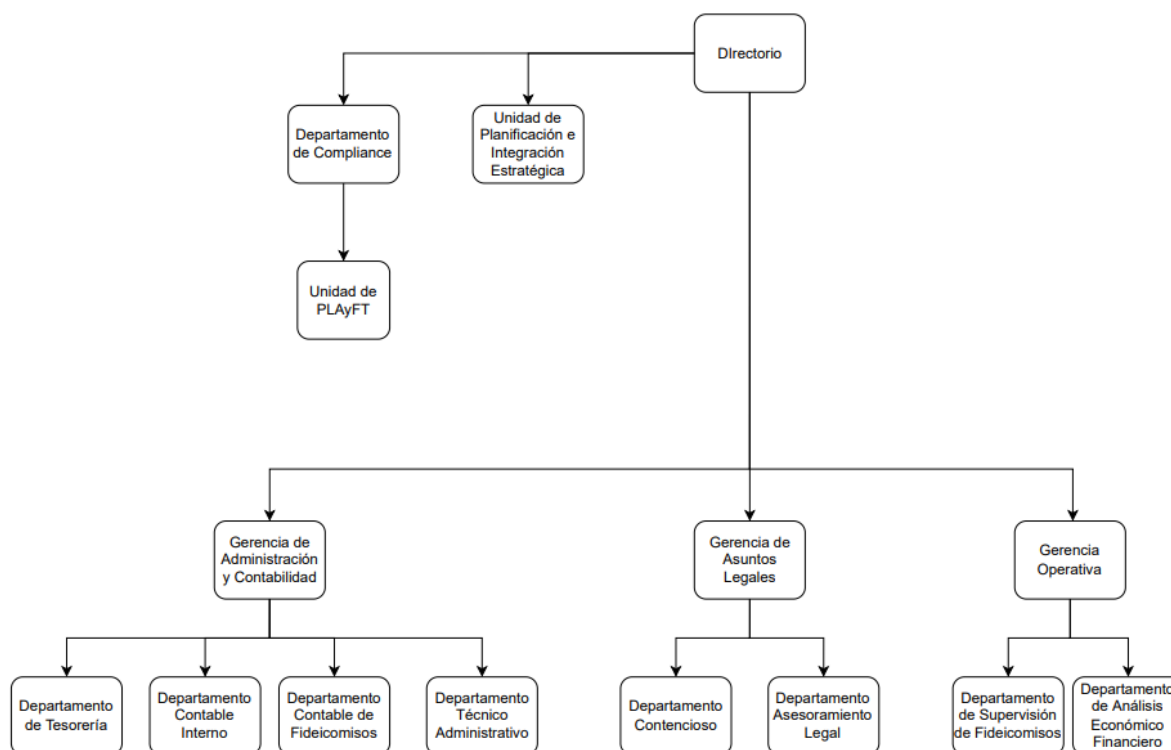 DIrectorio
Departamento
de Compliance
Unidad de
Planificación e
Integración
Estratégica
Unidad de
PLAyFT
Gerencia de
Administración
y Contabilidad
Gerencia de
Asuntos
Legales
Gerencia
Operativa
Departamento
de Tesorería
Departamento
Contable
Interno
Departamento
Contable de
Fideicomisos
Departamento
Técnico
Administrativo
Departamento
Contencioso
Departamento
Asesoramiento
Legal
Departamento
de Supervisión
de Fideicomisos
Departamento
de Análisis
Económico
Financiero